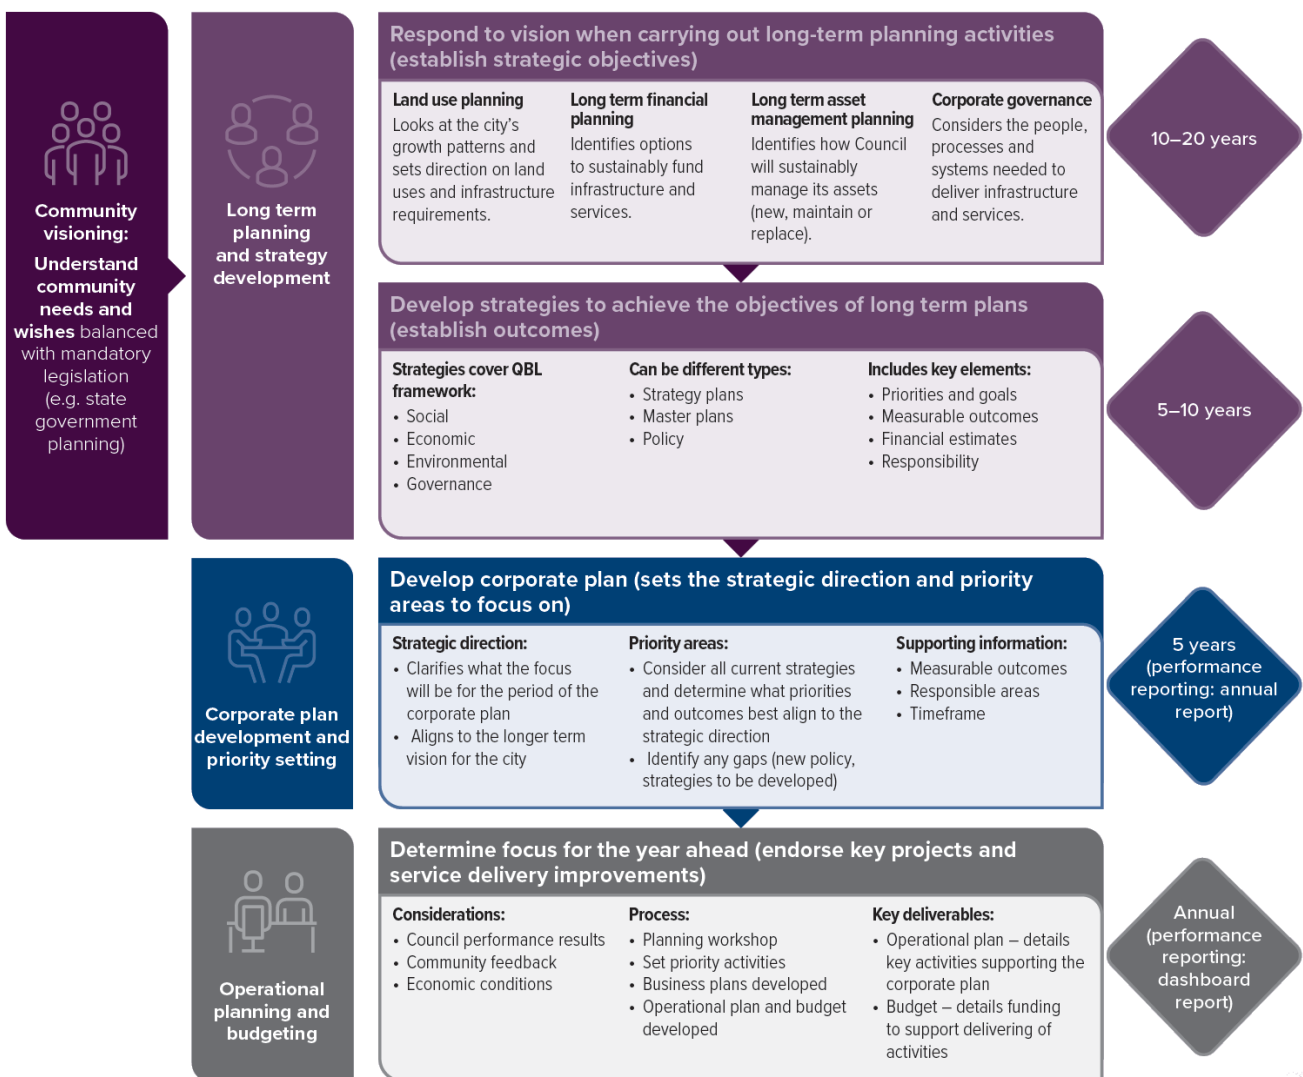 Community
visioning:
Understand
community
needs and
wishes balanced
with mandatory
legislation
(e.g. state
government
planning)
Long term
planning
and strategy
development
Respond to vision when carrying out long-term planning activities
(establish strategic objectives)
Land use planning
Looks at the city's
growth patterns and
sets direction on land
uses and infrastructure
requirements.
Long term financial
planning
Identifies options
to sustainably fund
infrastructure and
services.
Long term asset
management planning
Identifies how Council
will sustainably
manage its assets
(new, maintain or
replace).
Corporate governance
Considers the people,
processes and
systems needed to
deliver infrastructure
and services.
10–20 years
Develop strategies to achieve the objectives of long term plans
(establish outcomes)
Strategies cover QBL
framework:
• Social
• Economic
• Environmental
• Governance
Can be different types:
• Strategy plans
• Master plans
• Policy
Includes key elements:
• Priorities and goals
• Measurable outcomes
• Financial estimates
• Responsibility
5–10 years
Corporate plan
development and
priority setting
Develop corporate plan (sets the strategic direction and priority
areas to focus on)
Strategic direction:
• Clarifies what the focus
will be for the period of the
corporate plan
• Aligns to the longer term
vision for the city
Priority areas:
• Consider all current strategies
and determine what priorities
and outcomes best align to the
strategic direction
• Identify any gaps (new policy,
strategies to be developed)
Supporting information:
• Measurable outcomes
• Responsible areas
• Timeframe
5 years
(performance
reporting: annual
report)
Operational
planning and
budgeting
Determine focus for the year ahead (endorse key projects and
service delivery improvements)
Considerations:
• Council performance results
• Community feedback
• Economic conditions
Process:
• Planning workshop
• Set priority activities
• Business plans developed
• Operational plan and budget
developed
Key deliverables:
• Operational plan – details
key activities supporting the
corporate plan
• Budget – details funding
to support delivering of
activities
Annual
(performance
reporting:
dashboard
report)